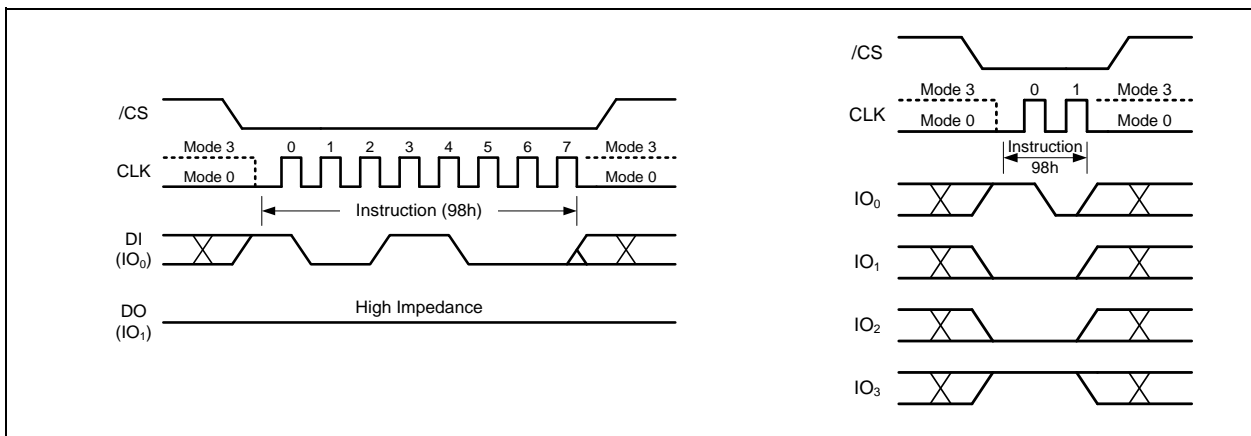 /CS
Mode 3
0 1 2 3 4 5 6 7
Mode 3
CLK
Mode 0
Mode 0
Instruction (98h)
DI
(IO₀)
DO
(IO₁)
High Impedance
/CS
Mode 3
0 1
Mode 3
CLK
Mode 0
Mode 0
Instruction
98h
IO₀
IO₁
IO₂
IO₃